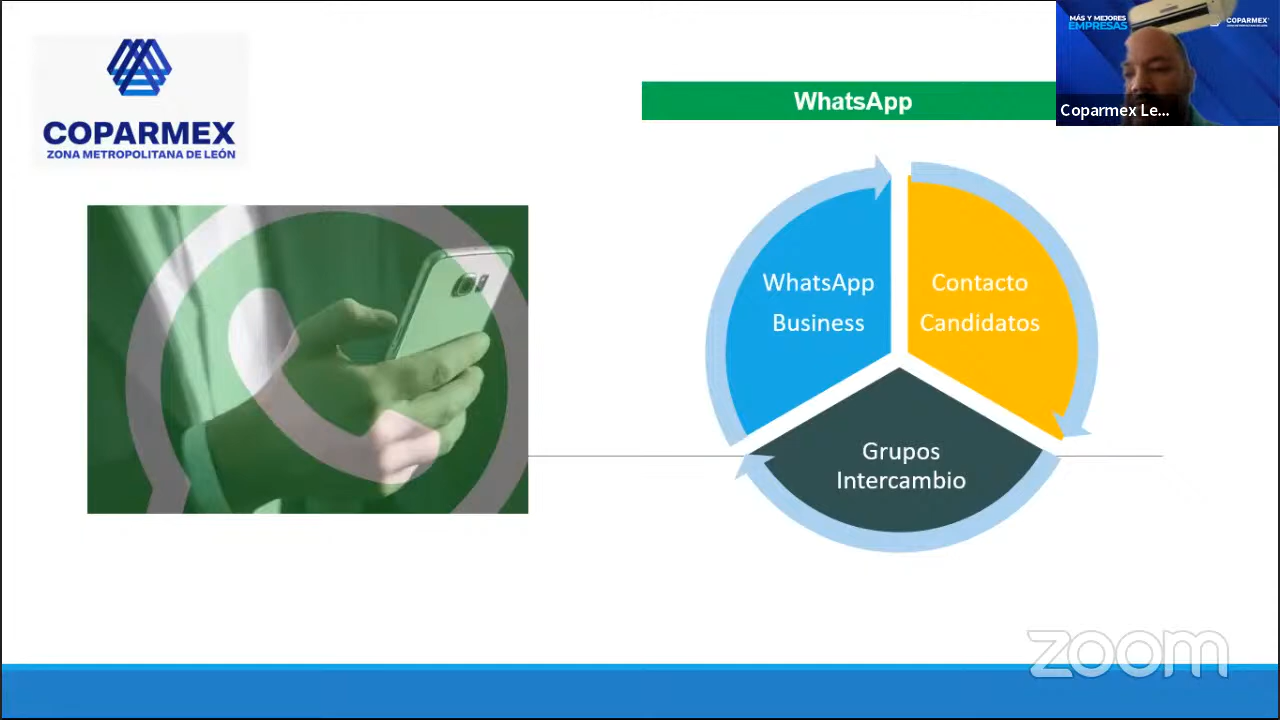 COPARMEX
ZONA METROPOLITANA DE LEÓN
WhatsApp
MÁS Y MEJORES
EMPRESAS
COPARMEX
Coparmex Le...
WhatsApp
Business
Contacto
Candidatos
Grupos
Intercambio
zoom